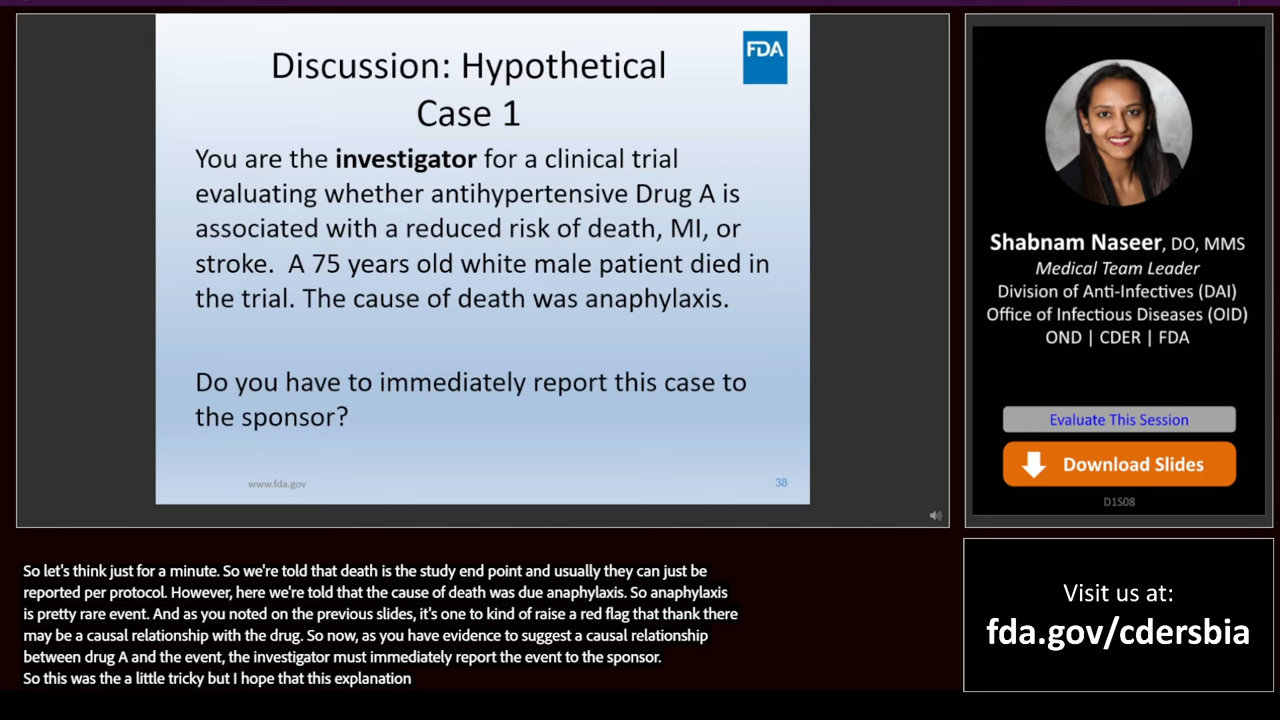 Discussion: Hypothetical
Case 1
FDA
You are the investigator for a clinical trial
evaluating whether antihypertensive Drug A is
associated with a reduced risk of death, MI, or
stroke. A 75 years old white male patient died in
the trial. The cause of death was anaphylaxis.
Do you have to immediately report this case to
the sponsor?
www.fda.gov
38
Shabnam Naseer, DO, MMS
Medical Team Leader
Division of Anti-Infectives (DAI)
Office of Infectious Diseases (OID)
OND | CDER | FDA
Evaluate This Session
Download Slides
D1S08
So let's think just for a minute. So we're told that death is the study end point and usually they can just be
reported per protocol. However, here we're told that the cause of death was due anaphylaxis. So anaphylaxis
is pretty rare event. And as you noted on the previous slides, it's one to kind of raise a red flag that thank there
may be a causal relationship with the drug. So now, as you have evidence to suggest a causal relationship
between drug A and the event, the investigator must immediately report the event to the sponsor.
So this was the a little tricky but I hope that this explanation
Visit us at:
fda.gov/cdersbia